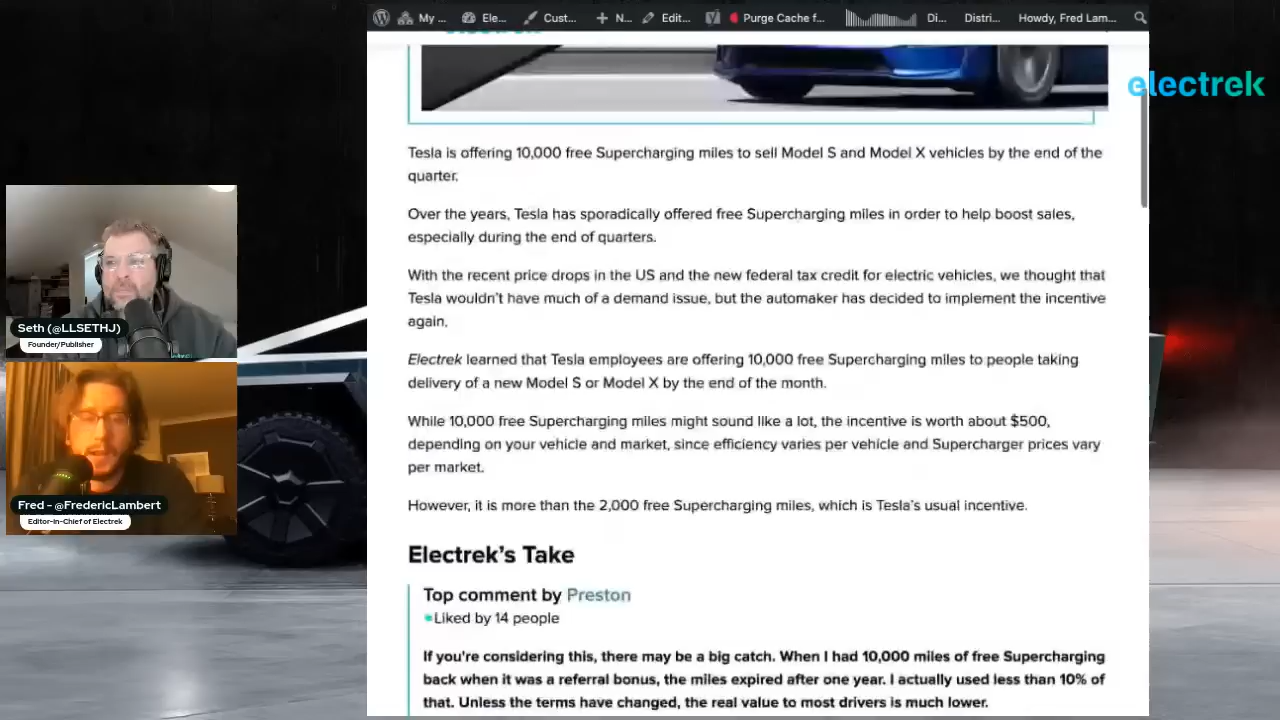 My ...
Ele...
Cust...
N...
Edit...
Purge Cache f...
Di...
Distri...
Howdy, Fred Lam...
electrek
Tesla is offering 10,000 free Supercharging miles to sell Model S and Model X vehicles by the end of the
quarter.
Over the years, Tesla has sporadically offered free Supercharging miles in order to help boost sales,
especially during the end of quarters.
With the recent price drops in the US and the new federal tax credit for electric vehicles, we thought that
Tesla wouldn't have much of a demand issue, but the automaker has decided to implement the incentive
again.
Electrek learned that Tesla employees are offering 10,000 free Supercharging miles to people taking
delivery of a new Model S or Model X by the end of the month.
While 10,000 free Supercharging miles might sound like a lot, the incentive is worth about $500,
depending on your vehicle and market, since efficiency varies per vehicle and Supercharger prices vary
per market.
However, it is more than the 2,000 free Supercharging miles, which is Tesla's usual incentive.
Electrek's Take
Top comment by Preston
Liked by 14 people
If you're considering this, there may be a big catch. When I had 10,000 miles of free Supercharging
back when it was a referral bonus, the miles expired after one year. I actually used less than 10% of
that. Unless the terms have changed, the real value to most drivers is much lower.
Seth (@LLSETHJ)
Founder/Publisher
Fred - @FredericLambert
Editor-in-Chief of Electrek